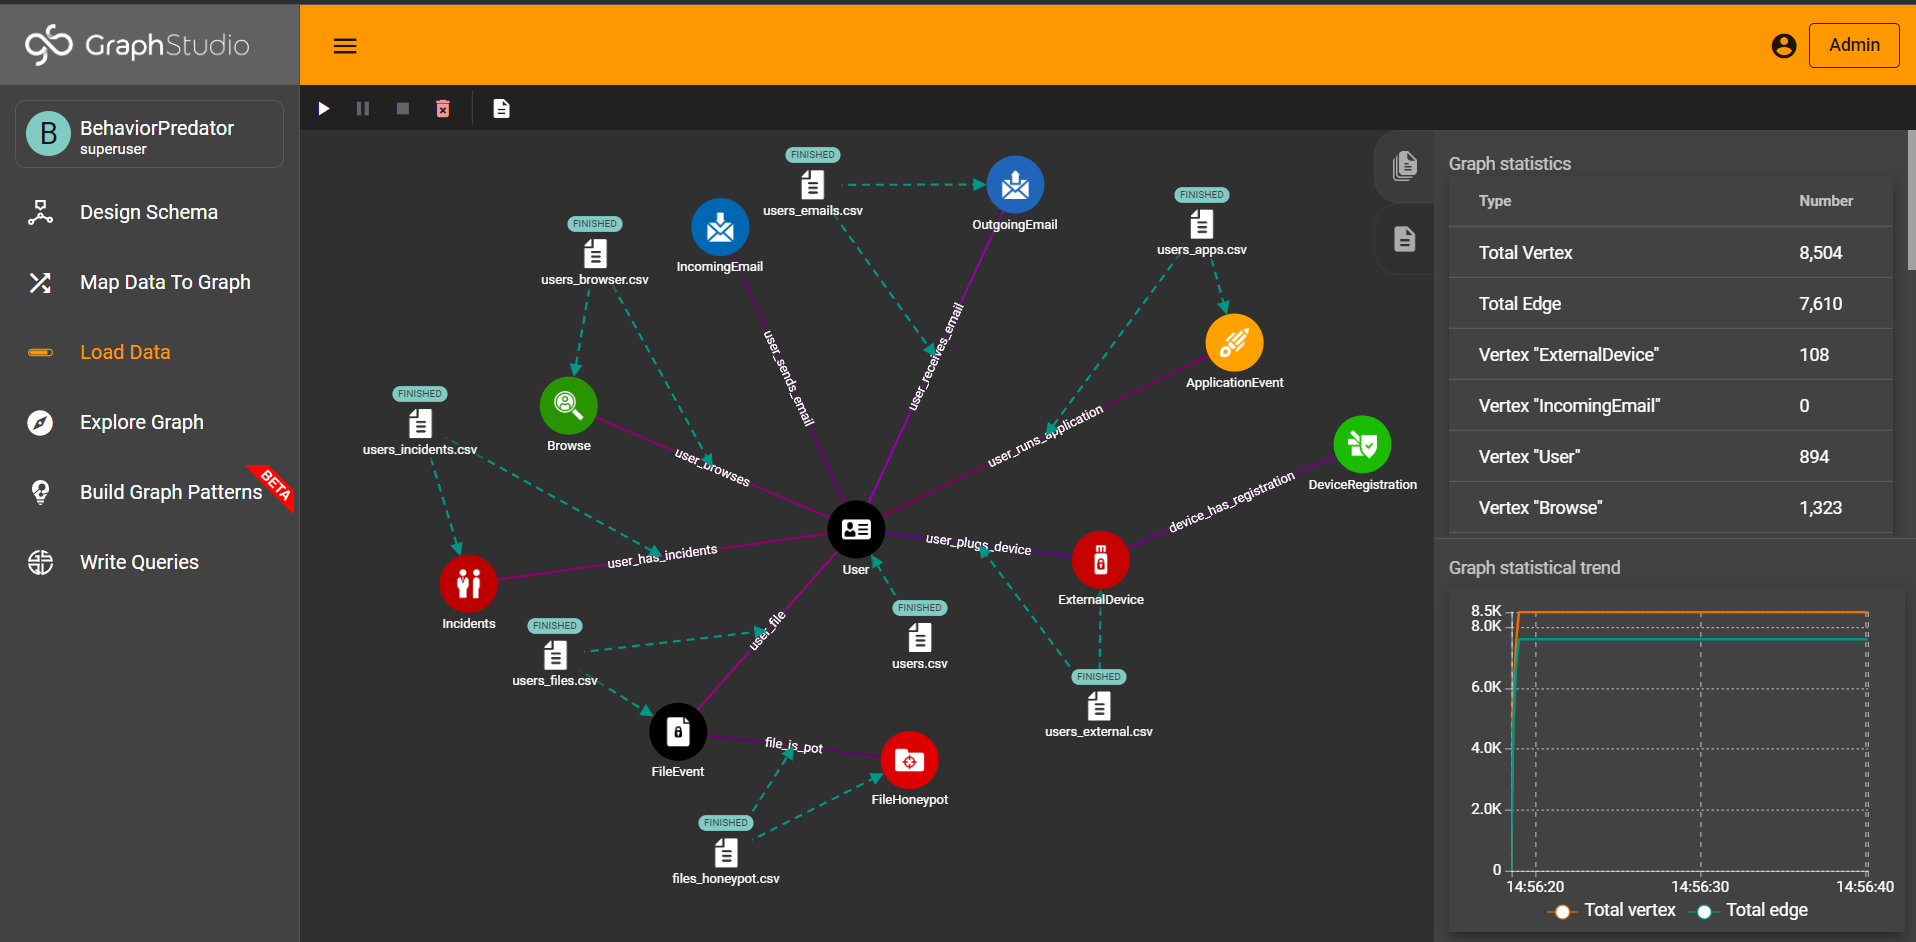 GraphStudio
Admin
B
BehaviorPredator
superuser
Design Schema
Map Data To Graph
Load Data
Explore Graph
Build Graph Patterns
BETA
Write Queries
FINISHED
users_emails.csv
OutgoingEmail
IncomingEmail
FINISHED
users_browser.csv
FINISHED
users_apps.csv
user_sends_email
user_receives_email
ApplicationEvent
FINISHED
users_incidents.csv
Browse
user_browses
user_runs_application
DeviceRegistration
device_has_registration
user_has_incidents
User
user_plugs_device
ExternalDevice
Incidents
FINISHED
users_files.csv
user_file
FINISHED
users.csv
FINISHED
users_external.csv
FileEvent
file_is_pot
FileHoneypot
FINISHED
files_honeypot.csv
Graph statistics
Type Number
Total Vertex 8,504
Total Edge 7,610
Vertex "ExternalDevice" 108
Vertex "IncomingEmail" 0
Vertex "User" 894
Vertex "Browse" 1,323
Graph statistical trend
8.5K
8.0K
6.0K
4.0K
2.0K
0
14:56:20 14:56:30 14:56:40
Total vertex Total edge